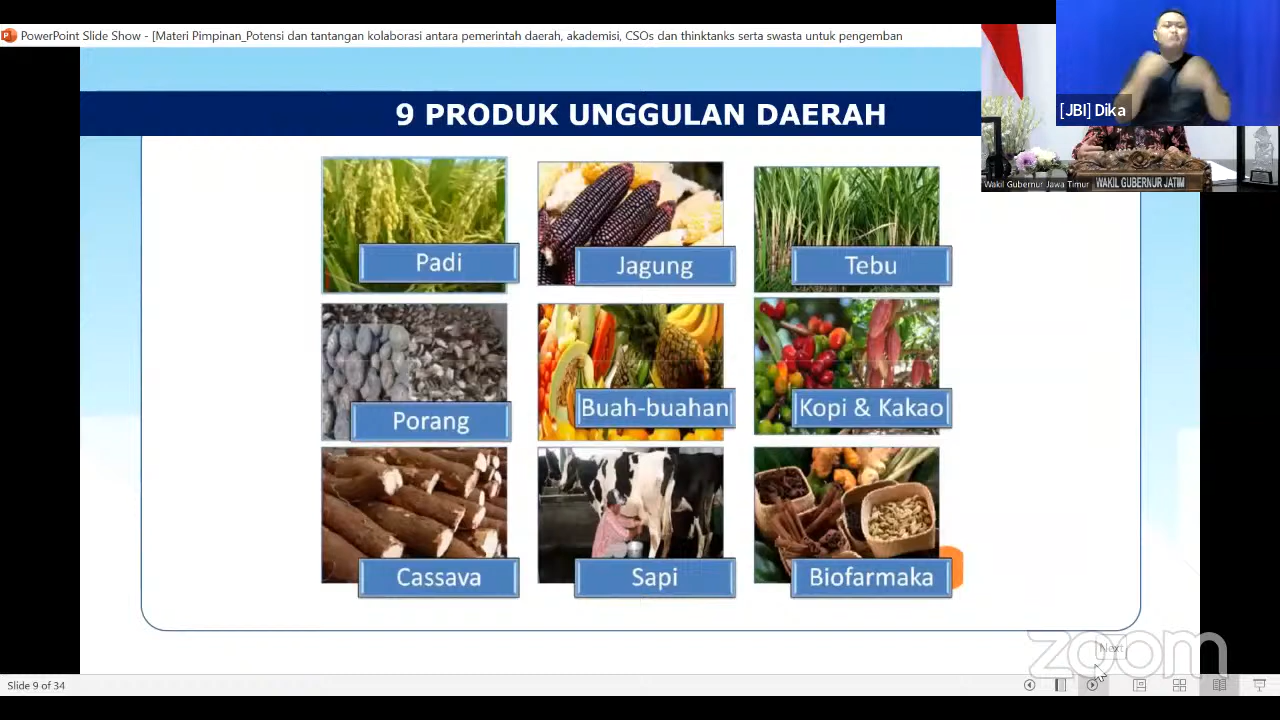 PowerPoint Slide Show - [Materi Pimpinan_Potensi dan tantangan kolaborasi antara pemerintah daerah, akademisi, CSOs dan thinktanks serta swasta untuk pengemban
[JBI] Dika
Wakil Gubernur Jawa Timur
WAKIL GUBERNUR JATIM
9 PRODUK UNGGULAN DAERAH
Padi
Jagung
Tebu
Porang
Buah-buahan
Kopi & Kakao
Cassava
Sapi
Biofarmaka
zoom
Next
Slide 9 of 34